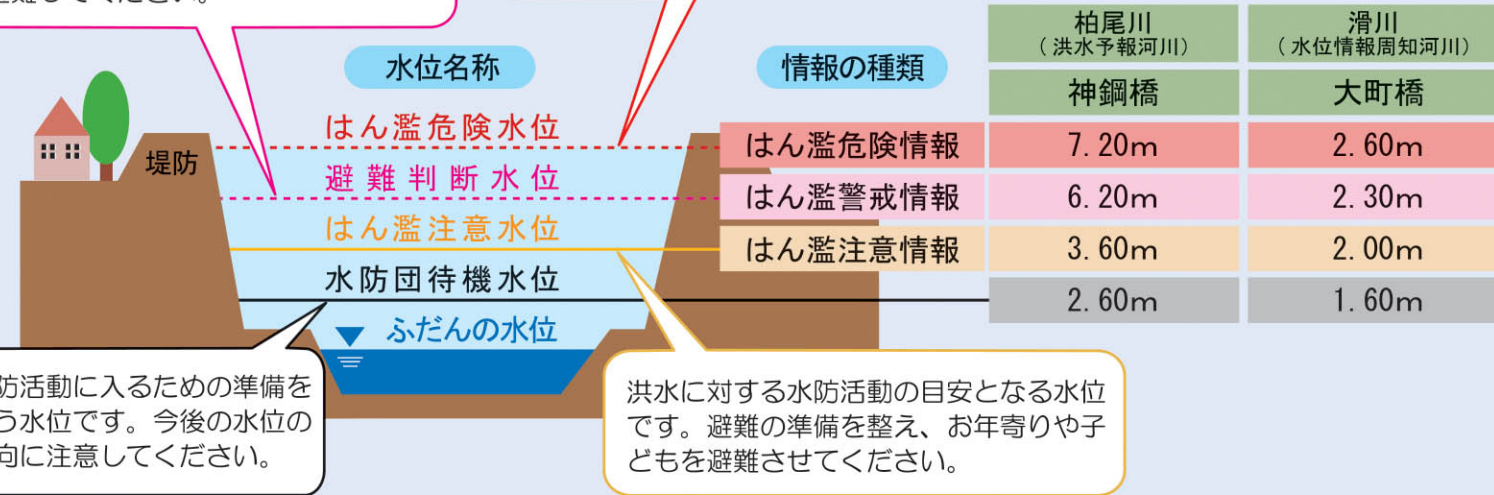 難してください。
柏尾川
（洪水予報河川）
滑川
（水位情報周知河川）
水位名称
情報の種類
神鋼橋
大町橋
はん濫危険水位
はん濫危険情報
7.20m
2.60m
堤防
避難判断水位
はん濫警戒情報
6.20m
2.30m
はん濫注意水位
はん濫注意情報
3.60m
2.00m
水防団待機水位
2.60m
1.60m
ふだんの水位
防活動に入るための準備を
う水位です。今後の水位の
向に注意してください。
洪水に対する水防活動の目安となる水位
です。避難の準備を整え、お年寄りや子
どもを避難させてください。